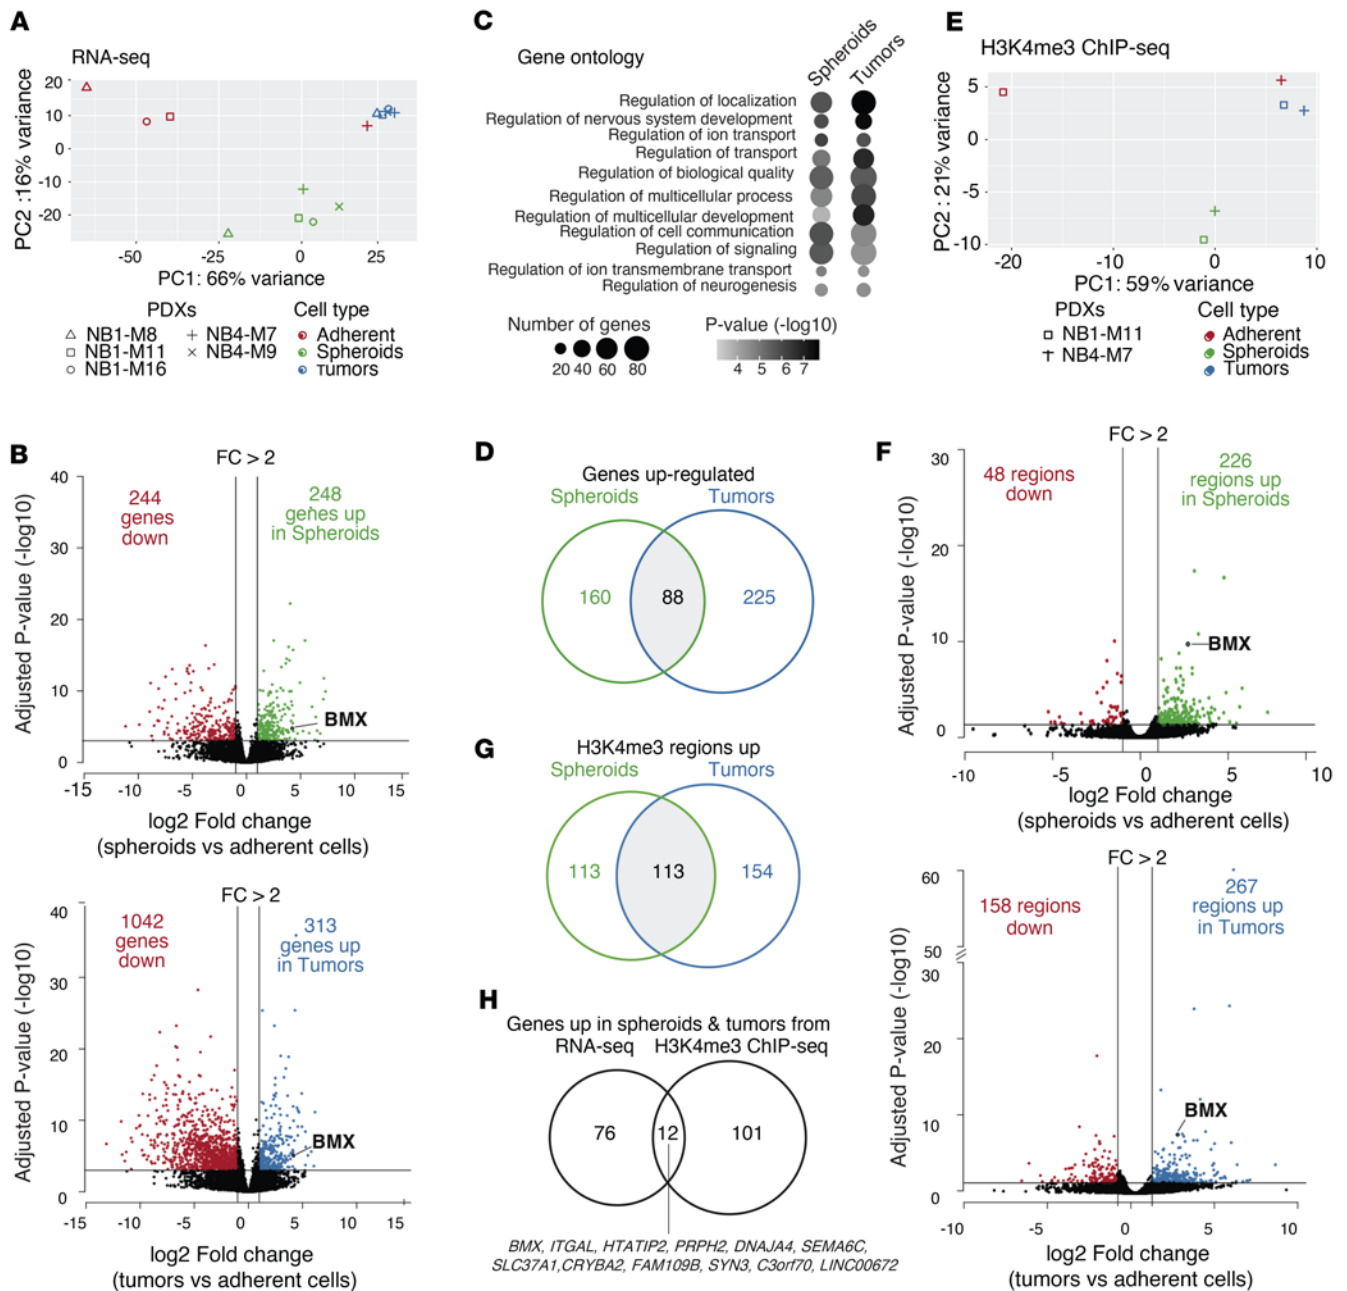 A
RNA-seq
PC2 :16% variance
20
10
0
-10
-20
-50
-25
0
25
PC1: 66% variance
PDXs
Cell type
NB1-M8
NB4-M7
Adherent
NB1-M11
NB4-M9
Spheroids
NB1-M16
Tumors
B
FC > 2
244
genes
down
248
genes up
in Spheroids
Adjusted P-value (-log10)
40
30
20
10
0
BMX
-15
-10
-5
0
5
10
15
log2 Fold change
(spheroids vs adherent cells)
FC > 2
1042
genes
down
313
genes up
in Tumors
Adjusted P-value (-log10)
40
30
20
10
0
BMX
-15
-10
-5
0
5
10
15
log2 Fold change
(tumors vs adherent cells)
C
Gene ontology
Spheroids
Tumors
Regulation of localization
Regulation of nervous system development
Regulation of ion transport
Regulation of transport
Regulation of biological quality
Regulation of multicellular process
Regulation of multicellular development
Regulation of cell communication
Regulation of signaling
Regulation of ion transmembrane transport
Regulation of neurogenesis
Number of genes
20 40 60 80
P-value (-log10)
4 5 6 7
D
Genes up-regulated
Spheroids
Tumors
160
88
225
G
H3K4me3 regions up
Spheroids
Tumors
113
113
154
H
Genes up in spheroids & tumors from
RNA-seq
H3K4me3 ChIP-seq
76
12
101
BMX, ITGAL, HTATIP2, PRPH2, DNAJA4, SEMA6C,
SLC37A1,CRYBA2, FAM109B, SYN3, C3orf70, LINC00672
E
H3K4me3 ChIP-seq
PC2 : 21% variance
5
0
-5
-10
-20
-10
0
10
PC1: 59% variance
PDXs
Cell type
NB1-M11
Adherent
NB4-M7
Spheroids
Tumors
F
FC > 2
48 regions
down
226
regions up
in Spheroids
Adjusted P-value (-log10)
30
20
10
0
BMX
-10
-5
0
5
10
log2 Fold change
(spheroids vs adherent cells)
FC > 2
158 regions
down
267
regions up
in Tumors
Adjusted P-value (-log10)
60
50
30
20
10
0
BMX
-10
-5
0
5
10
log2 Fold change
(tumors vs adherent cells)